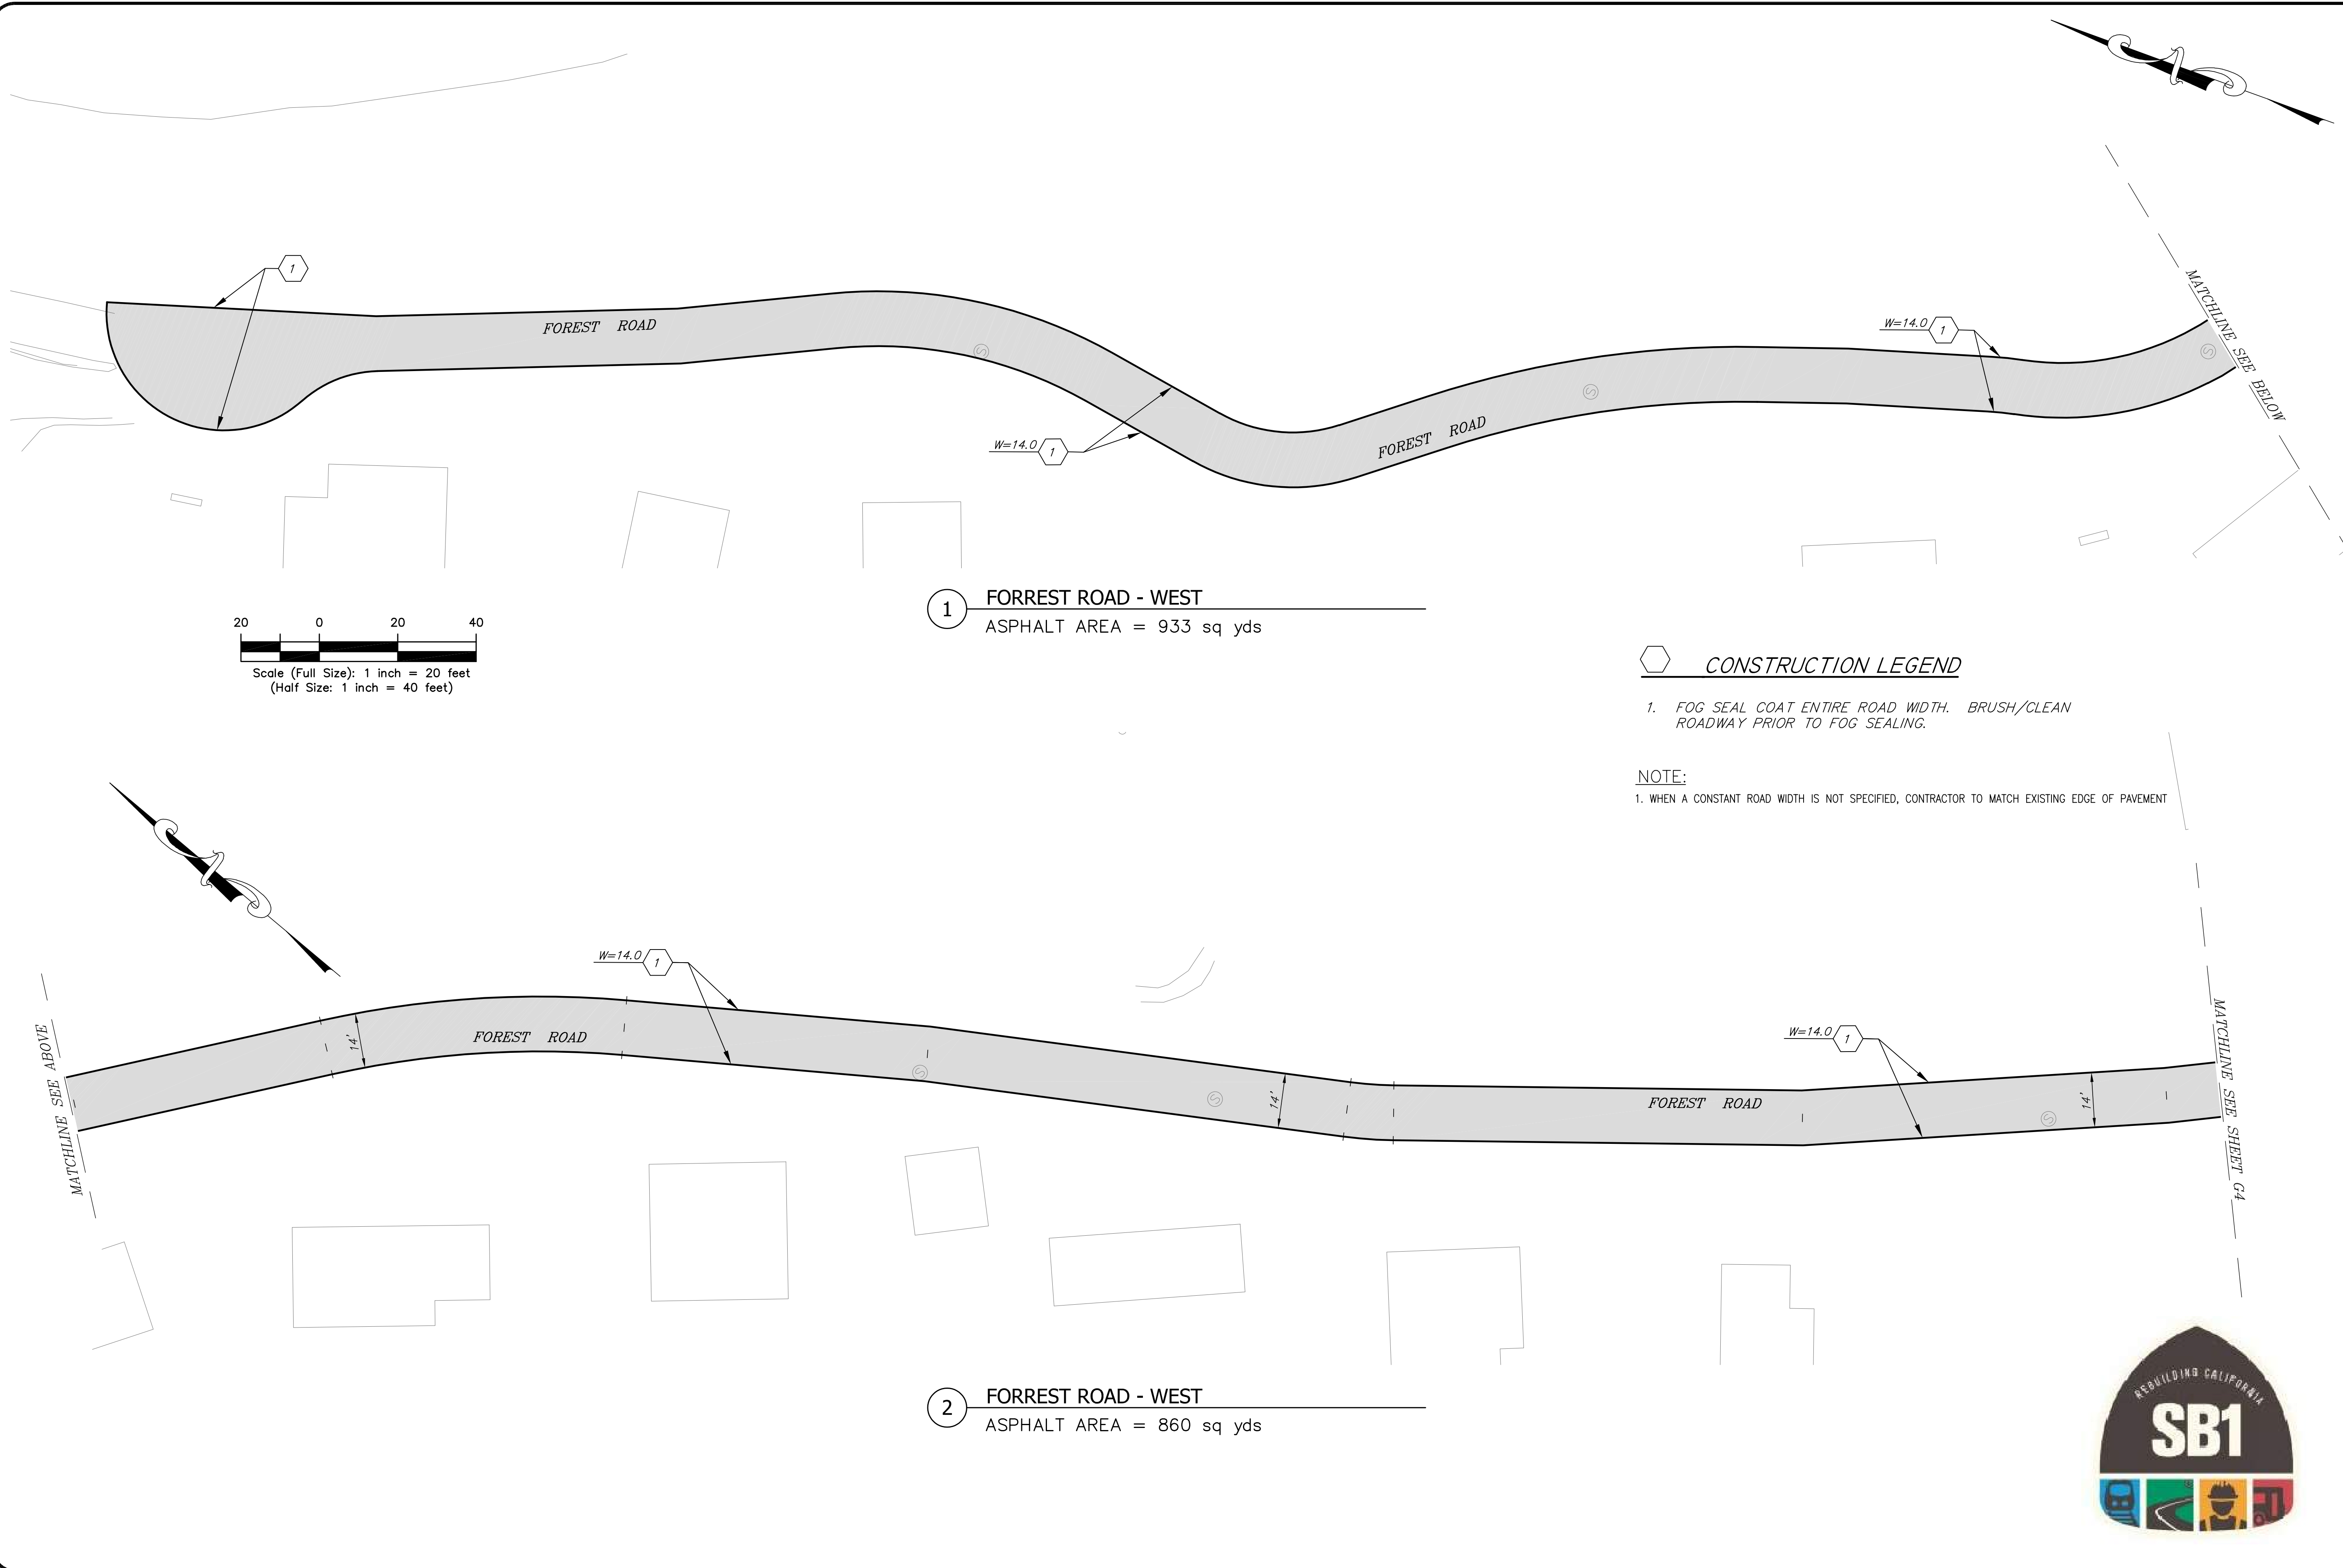 1
FOREST ROAD
W=14.0 1
MATCHLINE SEE BELOW
W=14.0 1
FOREST ROAD
S
S
S
1 FORREST ROAD - WEST
ASPHALT AREA = 933 sq yds
20 0 20 40
Scale (Full Size): 1 inch = 20 feet
(Half Size: 1 inch = 40 feet)
CONSTRUCTION LEGEND
1. FOG SEAL COAT ENTIRE ROAD WIDTH. BRUSH/CLEAN
ROADWAY PRIOR TO FOG SEALING.
NOTE:
1. WHEN A CONSTANT ROAD WIDTH IS NOT SPECIFIED, CONTRACTOR TO MATCH EXISTING EDGE OF PAVEMENT
MATCHLINE SEE ABOVE
W=14.0 1
14'
FOREST ROAD
S
S
14'
W=14.0 1
FOREST ROAD
S
14'
MATCHLINE SEE SHEET G4
2 FORREST ROAD - WEST
ASPHALT AREA = 860 sq yds
REBUILDING CALIFORNIA
SB1